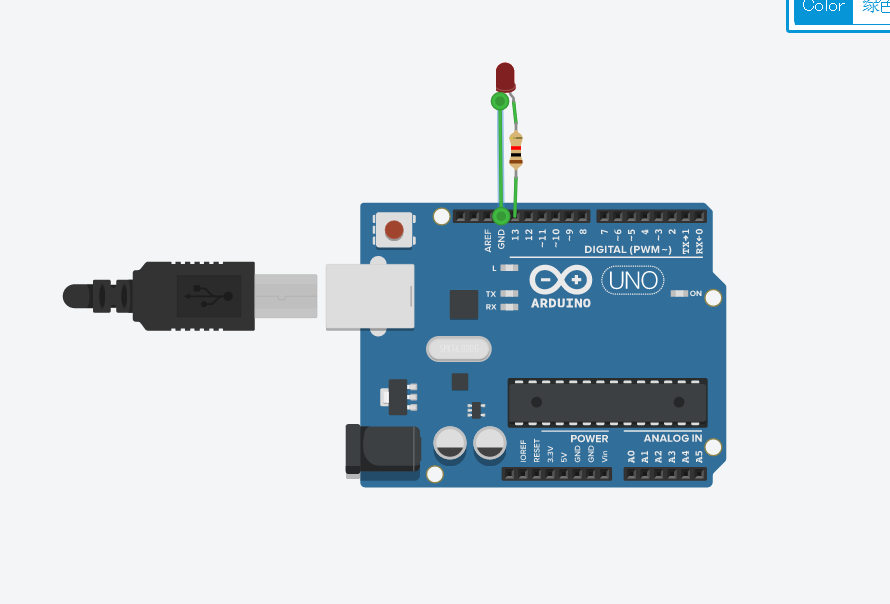 Color 綠色
AREF
GND
13
12
~11
~10
~9
8
7
~6
~5
4
~3
2
TX→1
RX←0
DIGITAL (PWM~)
L
TX
RX
ARDUINO
UNO
ON
POWER
ANALOG IN
IOREF
RESET
3.3V
5V
GND
GND
Vin
A0
A1
A2
A3
A4
A5